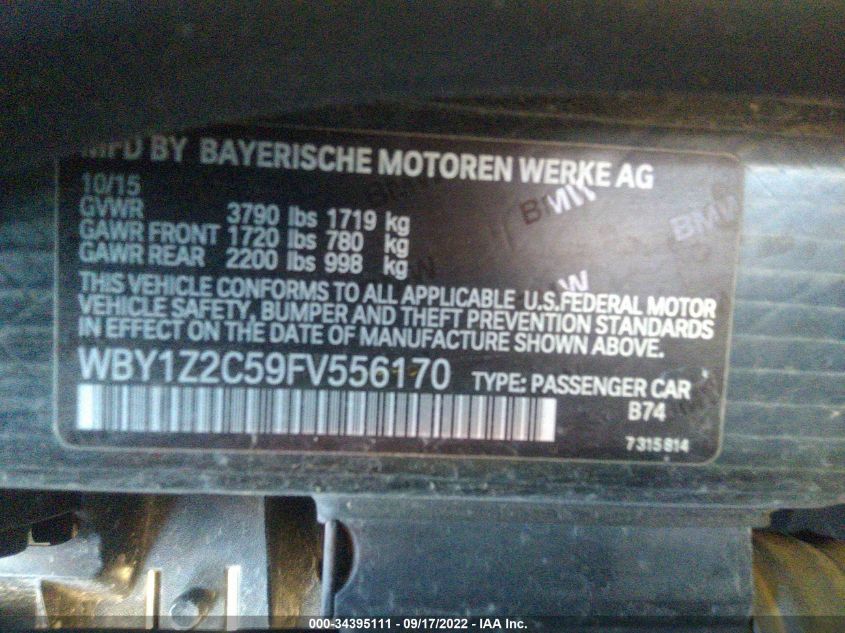 MFD BY BAYERISCHE MOTOREN WERKE AG
10/15
GVWR 3790 lbs 1719 kg
GAWR FRONT 1720 lbs 780 kg
GAWR REAR 2200 lbs 998 kg
THIS VEHICLE CONFORMS TO ALL APPLICABLE U.S.FEDERAL MOTOR
VEHICLE SAFETY, BUMPER AND THEFT PREVENTION STANDARDS
IN EFFECT ON THE DATE OF MANUFACTURE SHOWN ABOVE.
WBY1Z2C59FV556170 TYPE: PASSENGER CAR
B74
7315814
BMW
BMW
000-34395111 - 09/17/2022 - IAA Inc.